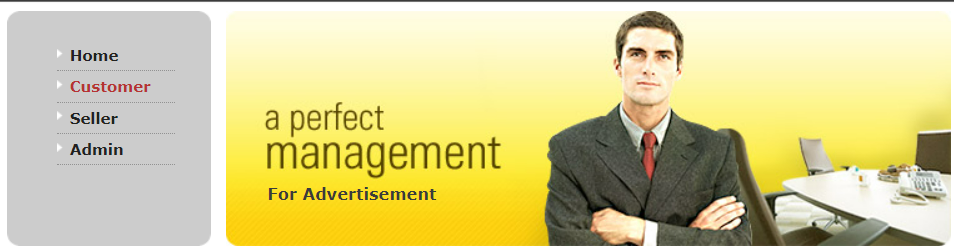 Home
Customer
Seller
Admin
a perfect
management
For Advertisement